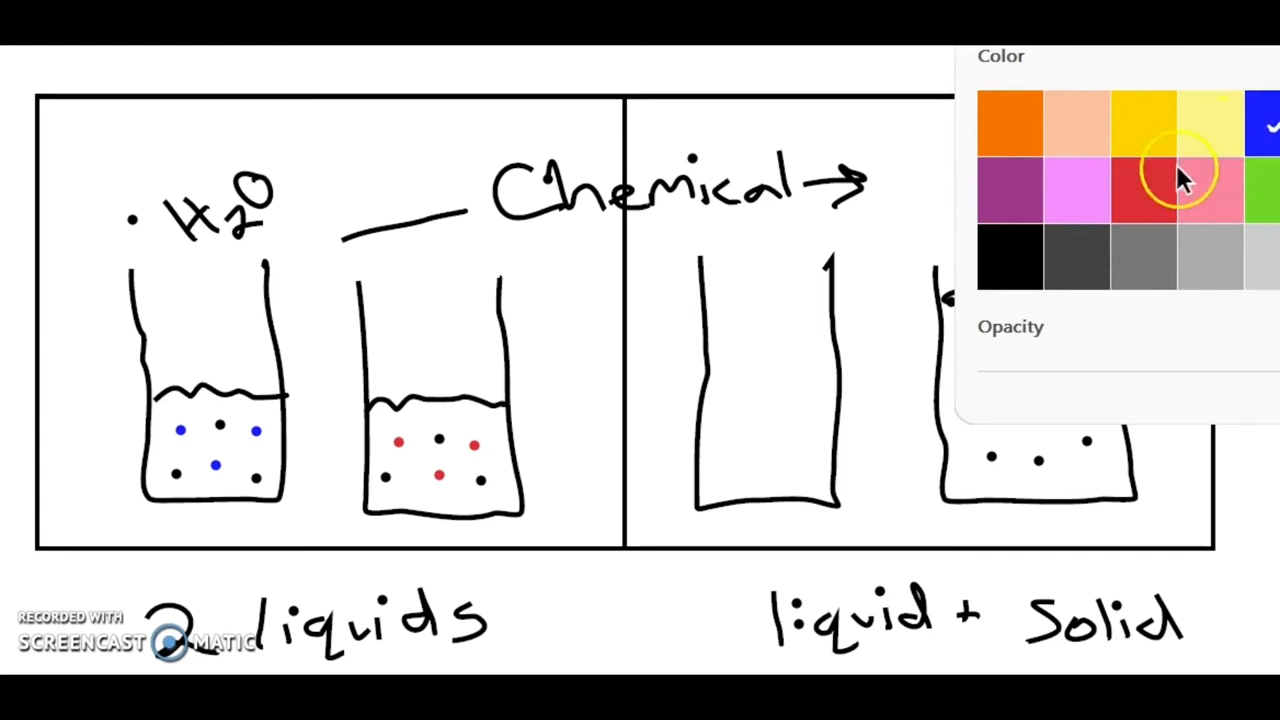 Color
H2O
Chemical →
Opacity
2 liquids
liquid + Solid
RECORDED WITH
SCREENCAST MATIC